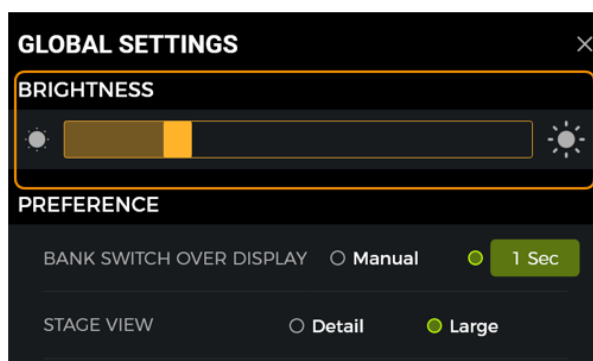 GLOBAL SETTINGS
BRIGHTNESS
PREFERENCE
BANK SWITCH OVER DISPLAY Manual 1 Sec
STAGE VIEW Detail Large